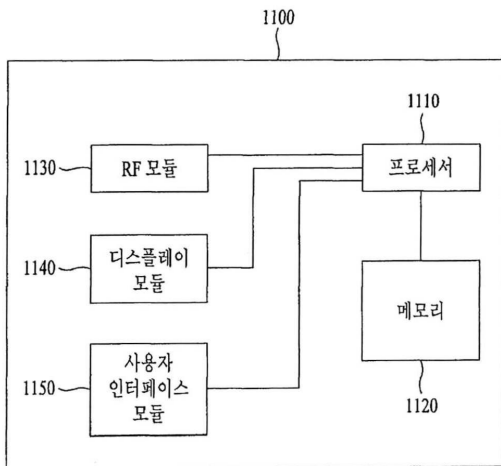 1100
1110
1130
RF 모듈
프로세서
1140
디스플레이
모듈
메모리
1150
사용자
인터페이스
모듈
1120